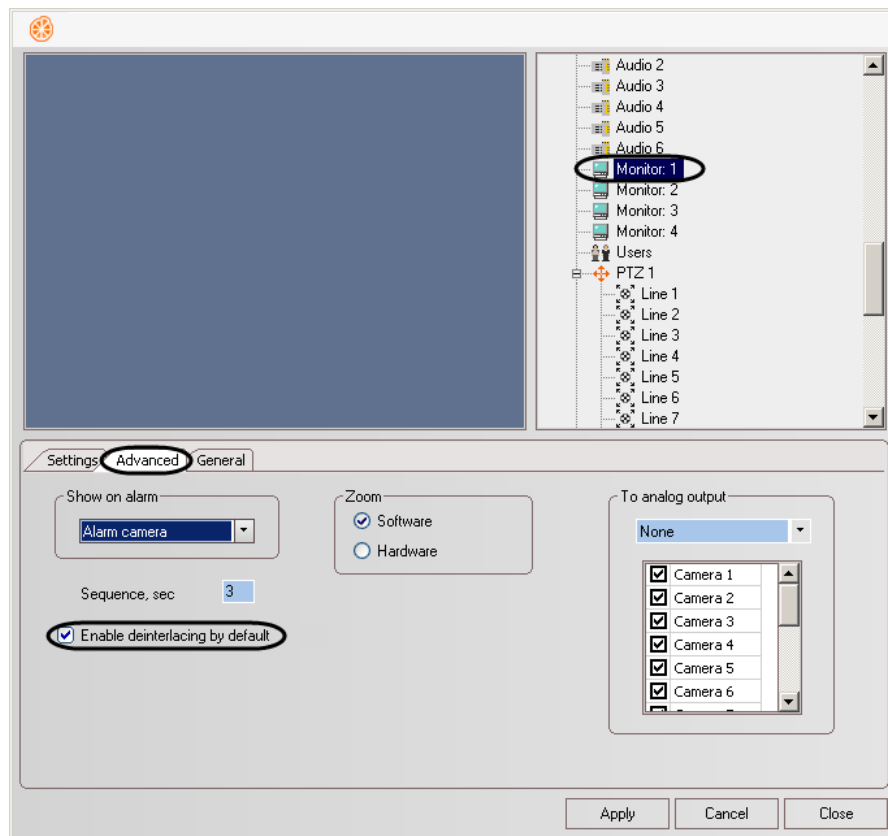 Audio 2
Audio 3
Audio 4
Audio 5
Audio 6
Monitor: 1
Monitor: 2
Monitor: 3
Monitor: 4
Users
PTZ 1
Line 1
Line 2
Line 3
Line 4
Line 5
Line 6
Line 7
Settings Advanced General
Show on alarm
Alarm camera
Sequence, sec 3
Enable deinterlacing by default
Zoom
Software
Hardware
To analog output
None
Camera 1
Camera 2
Camera 3
Camera 4
Camera 5
Camera 6
Apply Cancel Close